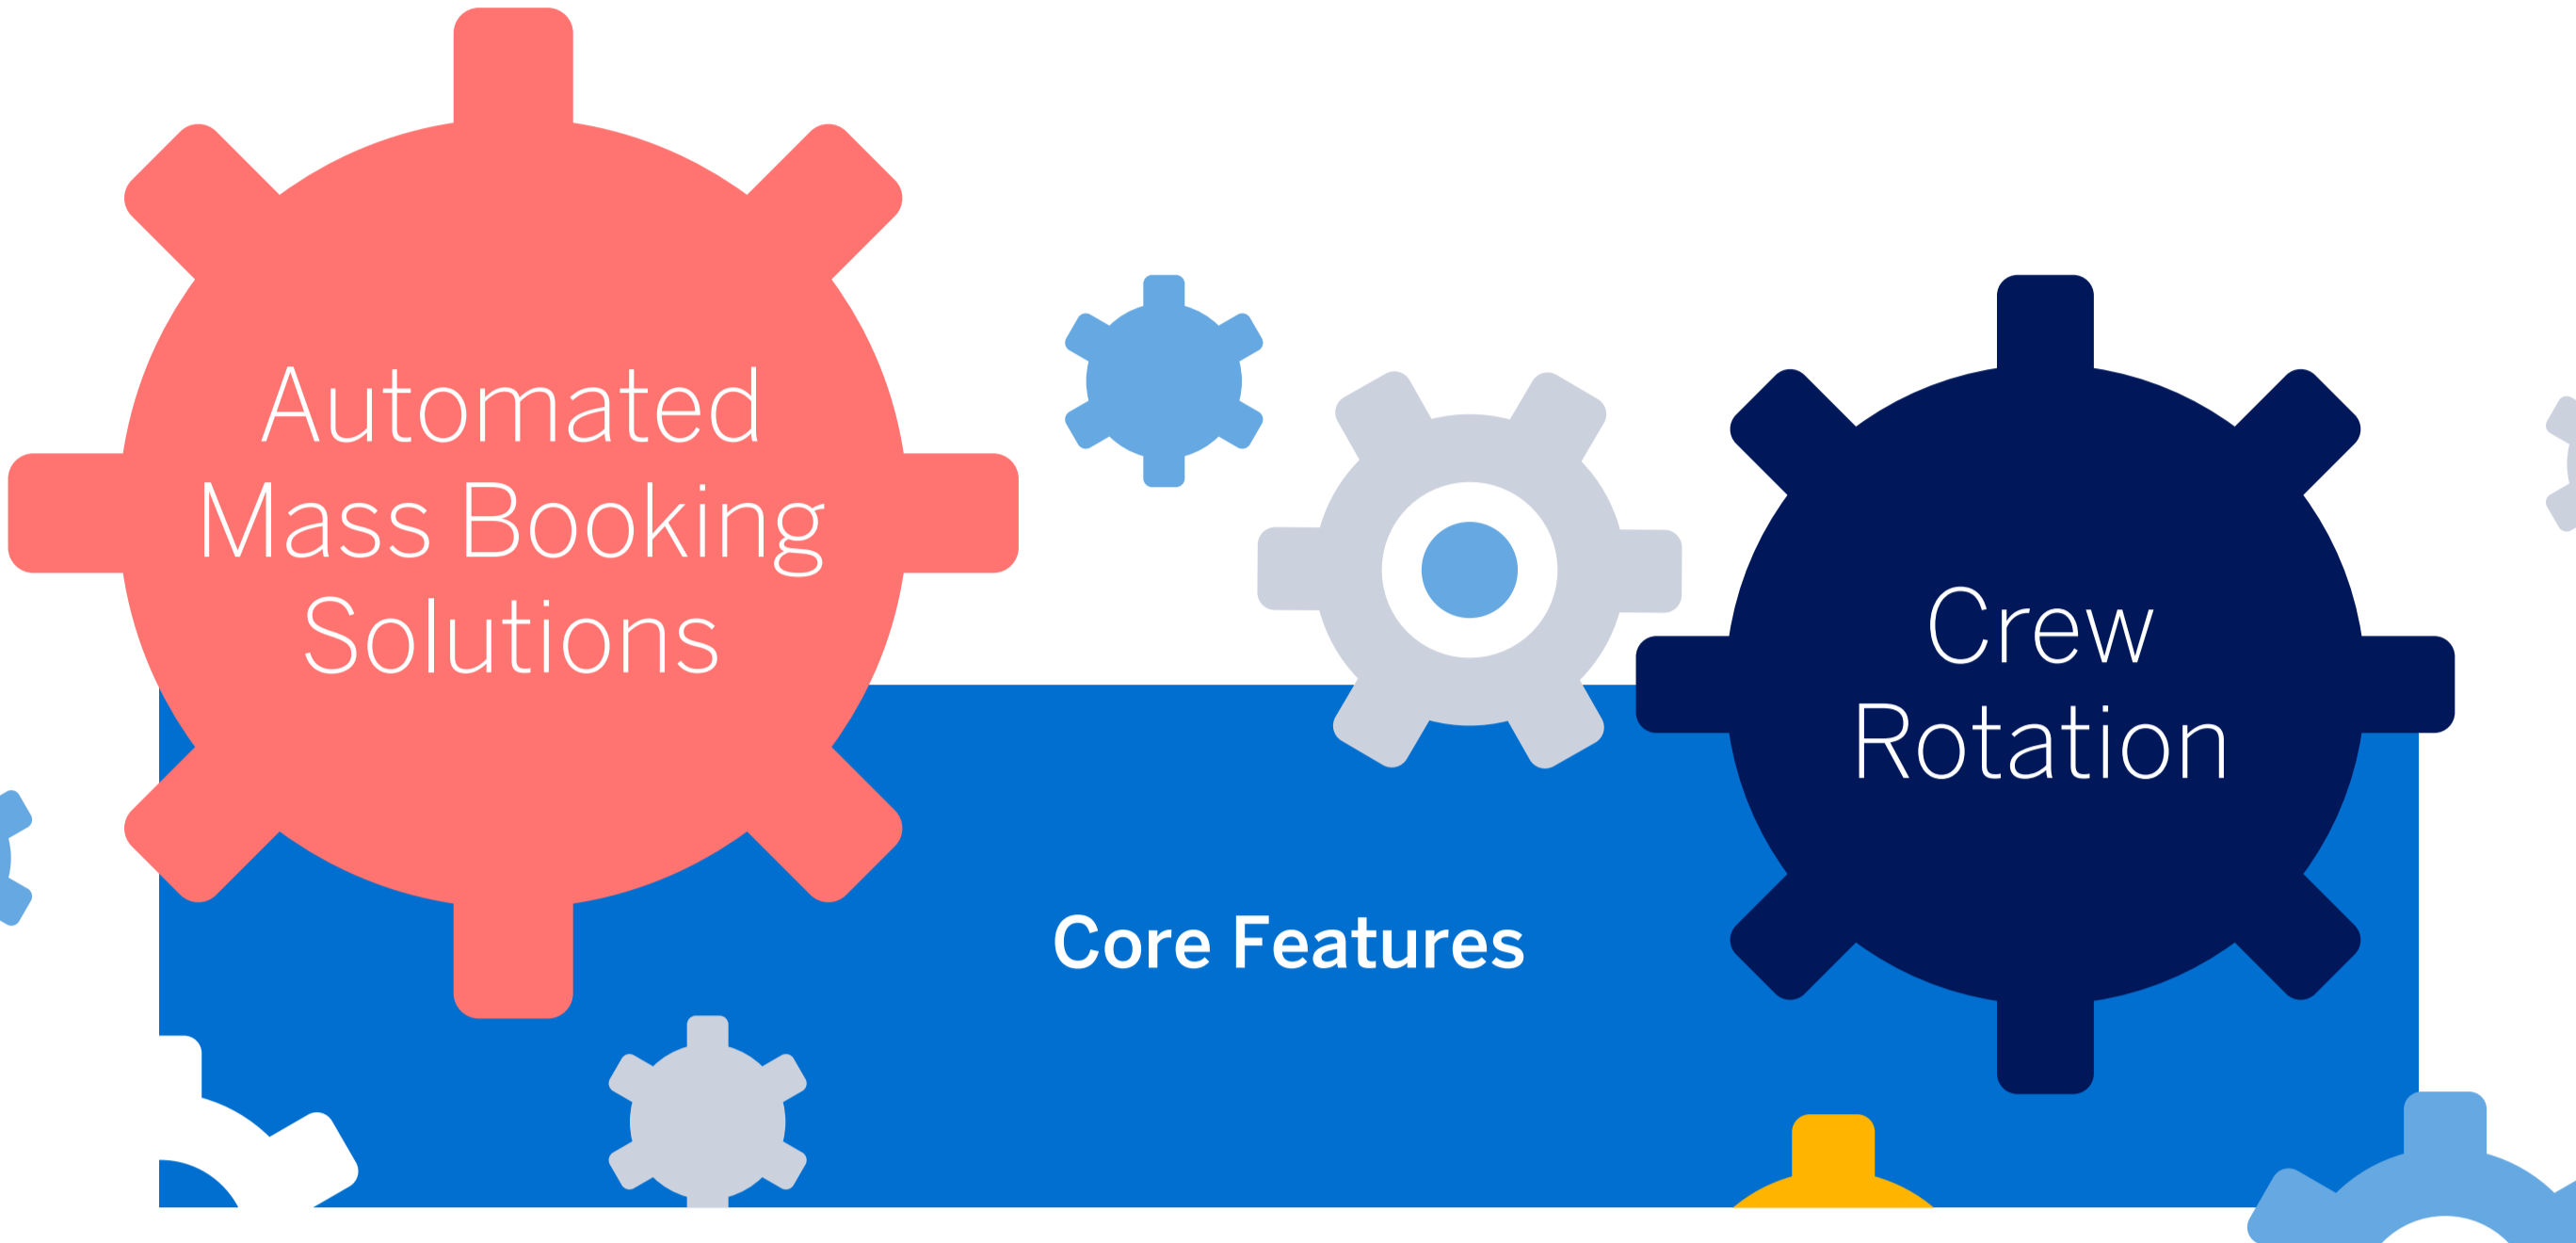 Automated
Mass Booking
Solutions
Crew
Rotation
Core Features